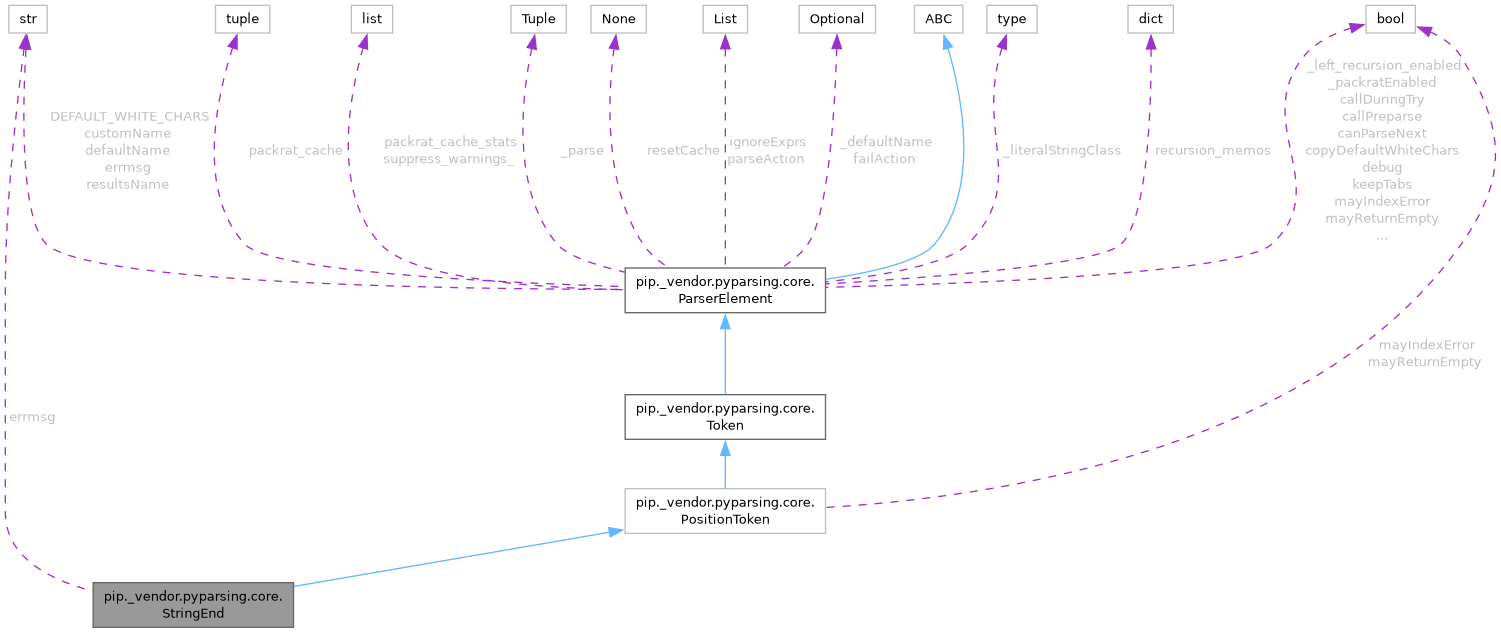 str
tuple
list
Tuple
None
List
Optional
ABC
type
dict
bool
DEFAULT_WHITE_CHARS
customName
defaultName
errmsg
resultsName
packrat_cache
packrat_cache_stats
suppress_warnings_
_parse
resetCache
ignoreExprs
parseAction
_defaultName
failAction
_literalStringClass
recursion_memos
_left_recursion_enabled
_packratEnabled
callDuringTry
callPreparse
canParseNext
copyDefaultWhiteChars
debug
keepTabs
mayIndexError
mayReturnEmpty
...
pip._vendor.pyparsing.core.
ParserElement
mayIndexError
mayReturnEmpty
pip._vendor.pyparsing.core.
Token
errmsg
pip._vendor.pyparsing.core.
PositionToken
pip._vendor.pyparsing.core.
StringEnd